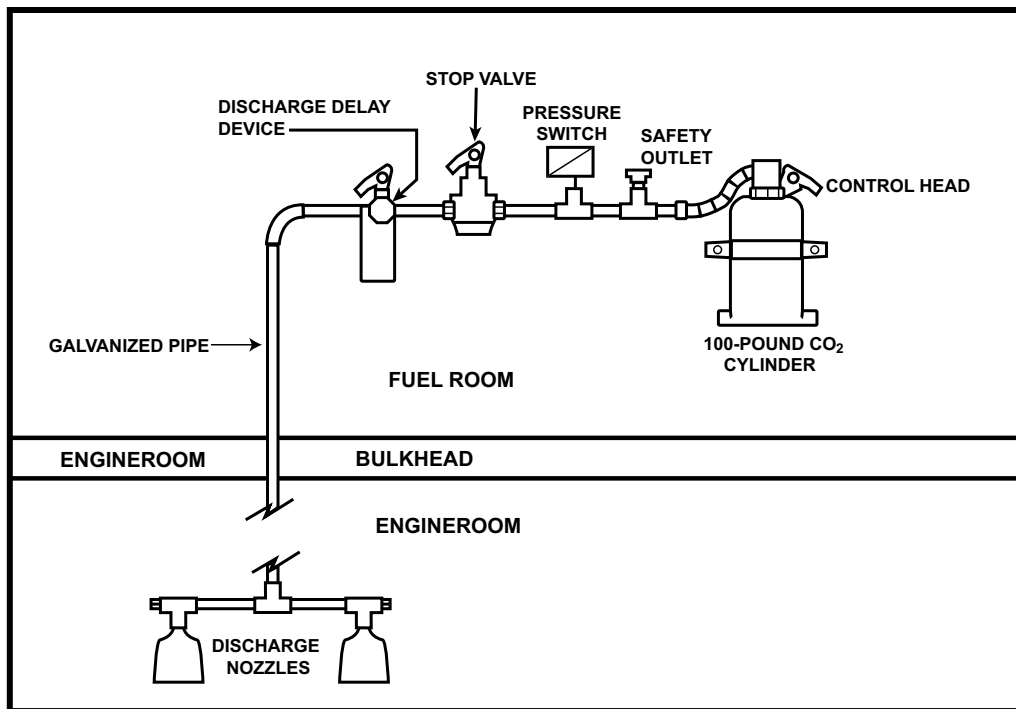 STOP VALVE
DISCHARGE DELAY
DEVICE
PRESSURE
SWITCH
SAFETY
OUTLET
CONTROL HEAD
GALVANIZED PIPE
100-POUND CO₂
CYLINDER
FUEL ROOM
ENGINEROOM BULKHEAD
ENGINEROOM
DISCHARGE
NOZZLES